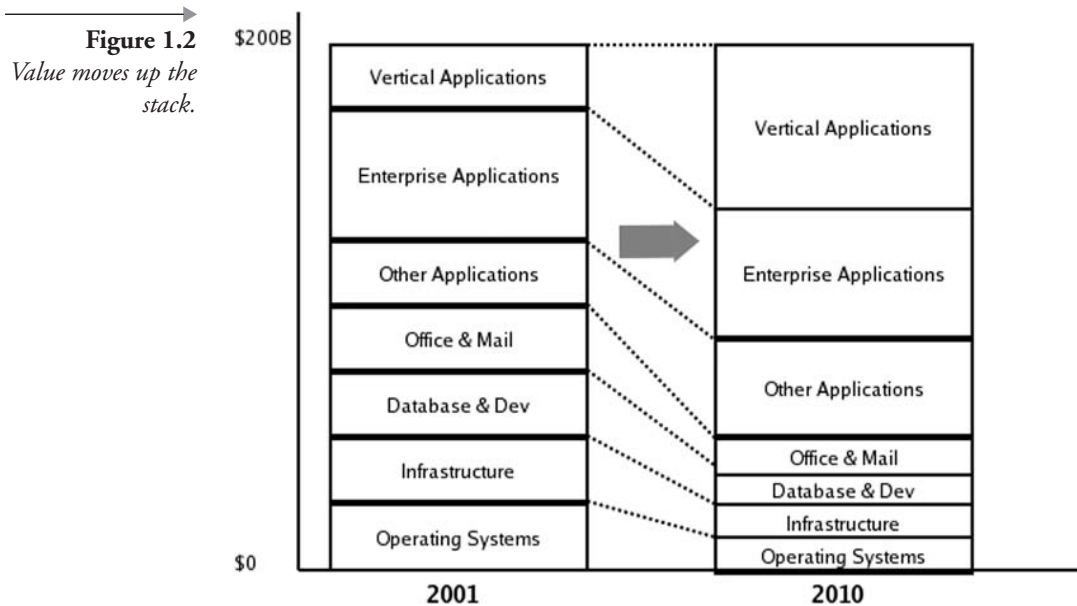 Figure 1.2
Value moves up the
stack.
$200B
Vertical Applications
Enterprise Applications
Other Applications
Office & Mail
Database & Dev
Infrastructure
Operating Systems
$0
2001
Vertical Applications
Enterprise Applications
Other Applications
Office & Mail
Database & Dev
Infrastructure
Operating Systems
2010